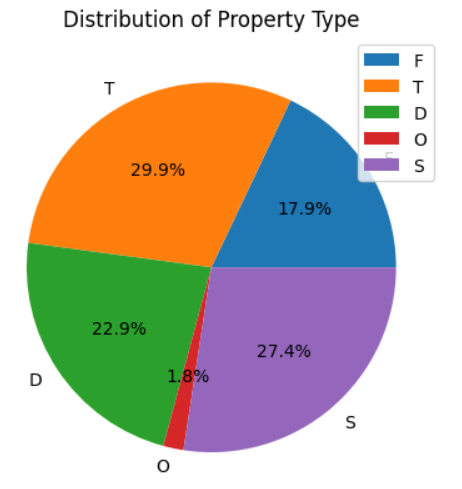 Distribution of Property Type
F
T
D
O
S
T
F
29.9%
17.9%
22.9%
27.4%
1.8%
D
S
O